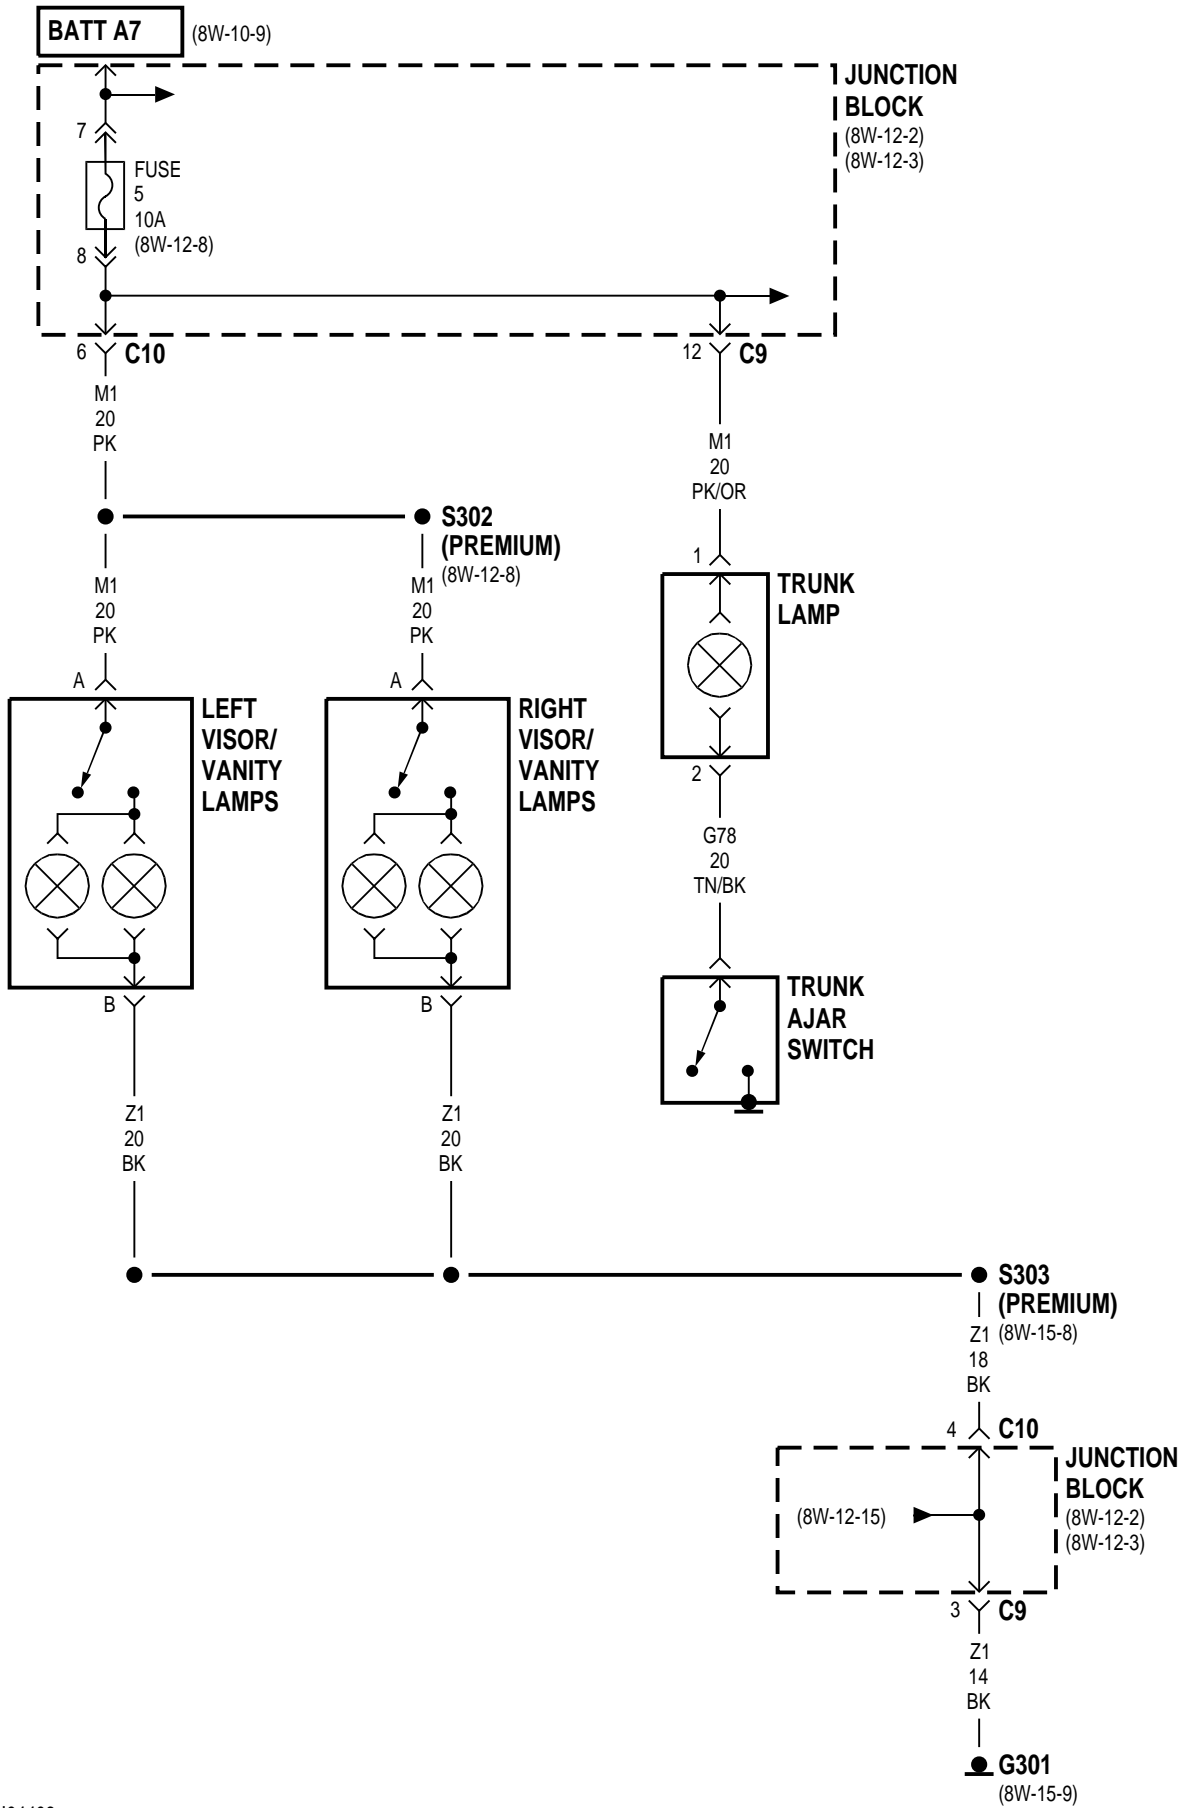 BATT A7
(8W-10-9)
JUNCTION
BLOCK
(8W-12-2)
(8W-12-3)
7
FUSE
5
10A
(8W-12-8)
8
6
C10
12
C9
M1
20
PK
M1
20
PK/OR
S302
(PREMIUM)
(8W-12-8)
M1
20
PK
M1
20
PK
1
TRUNK
LAMP
A
LEFT
VISOR/
VANITY
LAMPS
A
RIGHT
VISOR/
VANITY
LAMPS
2
G78
20
TN/BK
B
B
TRUNK
AJAR
SWITCH
Z1
20
BK
Z1
20
BK
S303
(PREMIUM)
(8W-15-8)
Z1
18
BK
4
C10
JUNCTION
BLOCK
(8W-12-2)
(8W-12-3)
(8W-12-15)
3
C9
Z1
14
BK
G301
(8W-15-9)